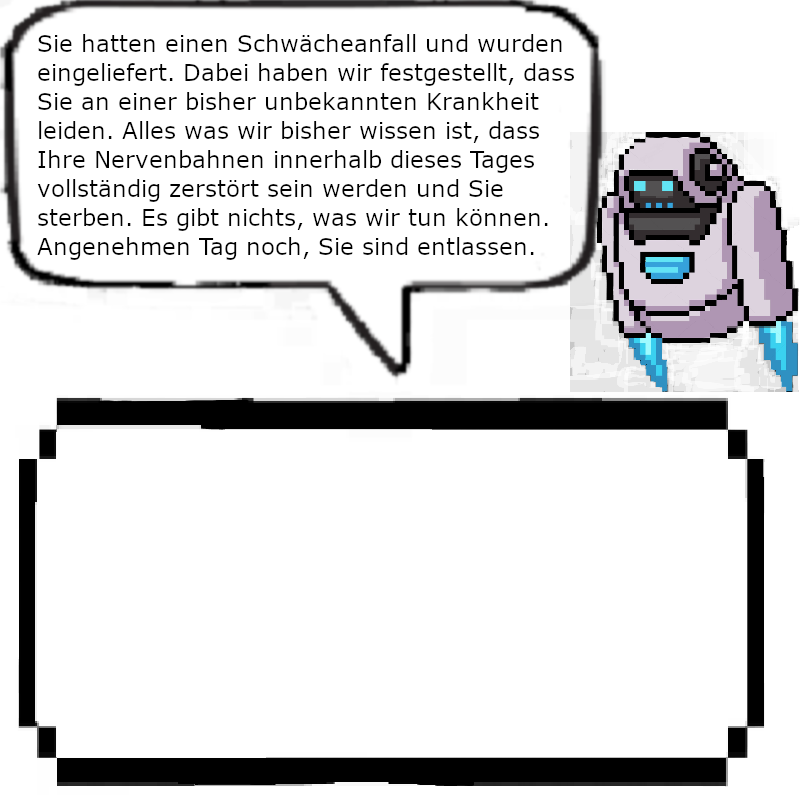 Sie hatten einen Schwächeanfall und wurden
eingeliefert. Dabei haben wir festgestellt, dass
Sie an einer bisher unbekannten Krankheit
leiden. Alles was wir bisher wissen ist, dass
Ihre Nervenbahnen innerhalb dieses Tages
vollständig zerstört sein werden und Sie
sterben. Es gibt nichts, was wir tun können.
Angenehmen Tag noch, Sie sind entlassen.